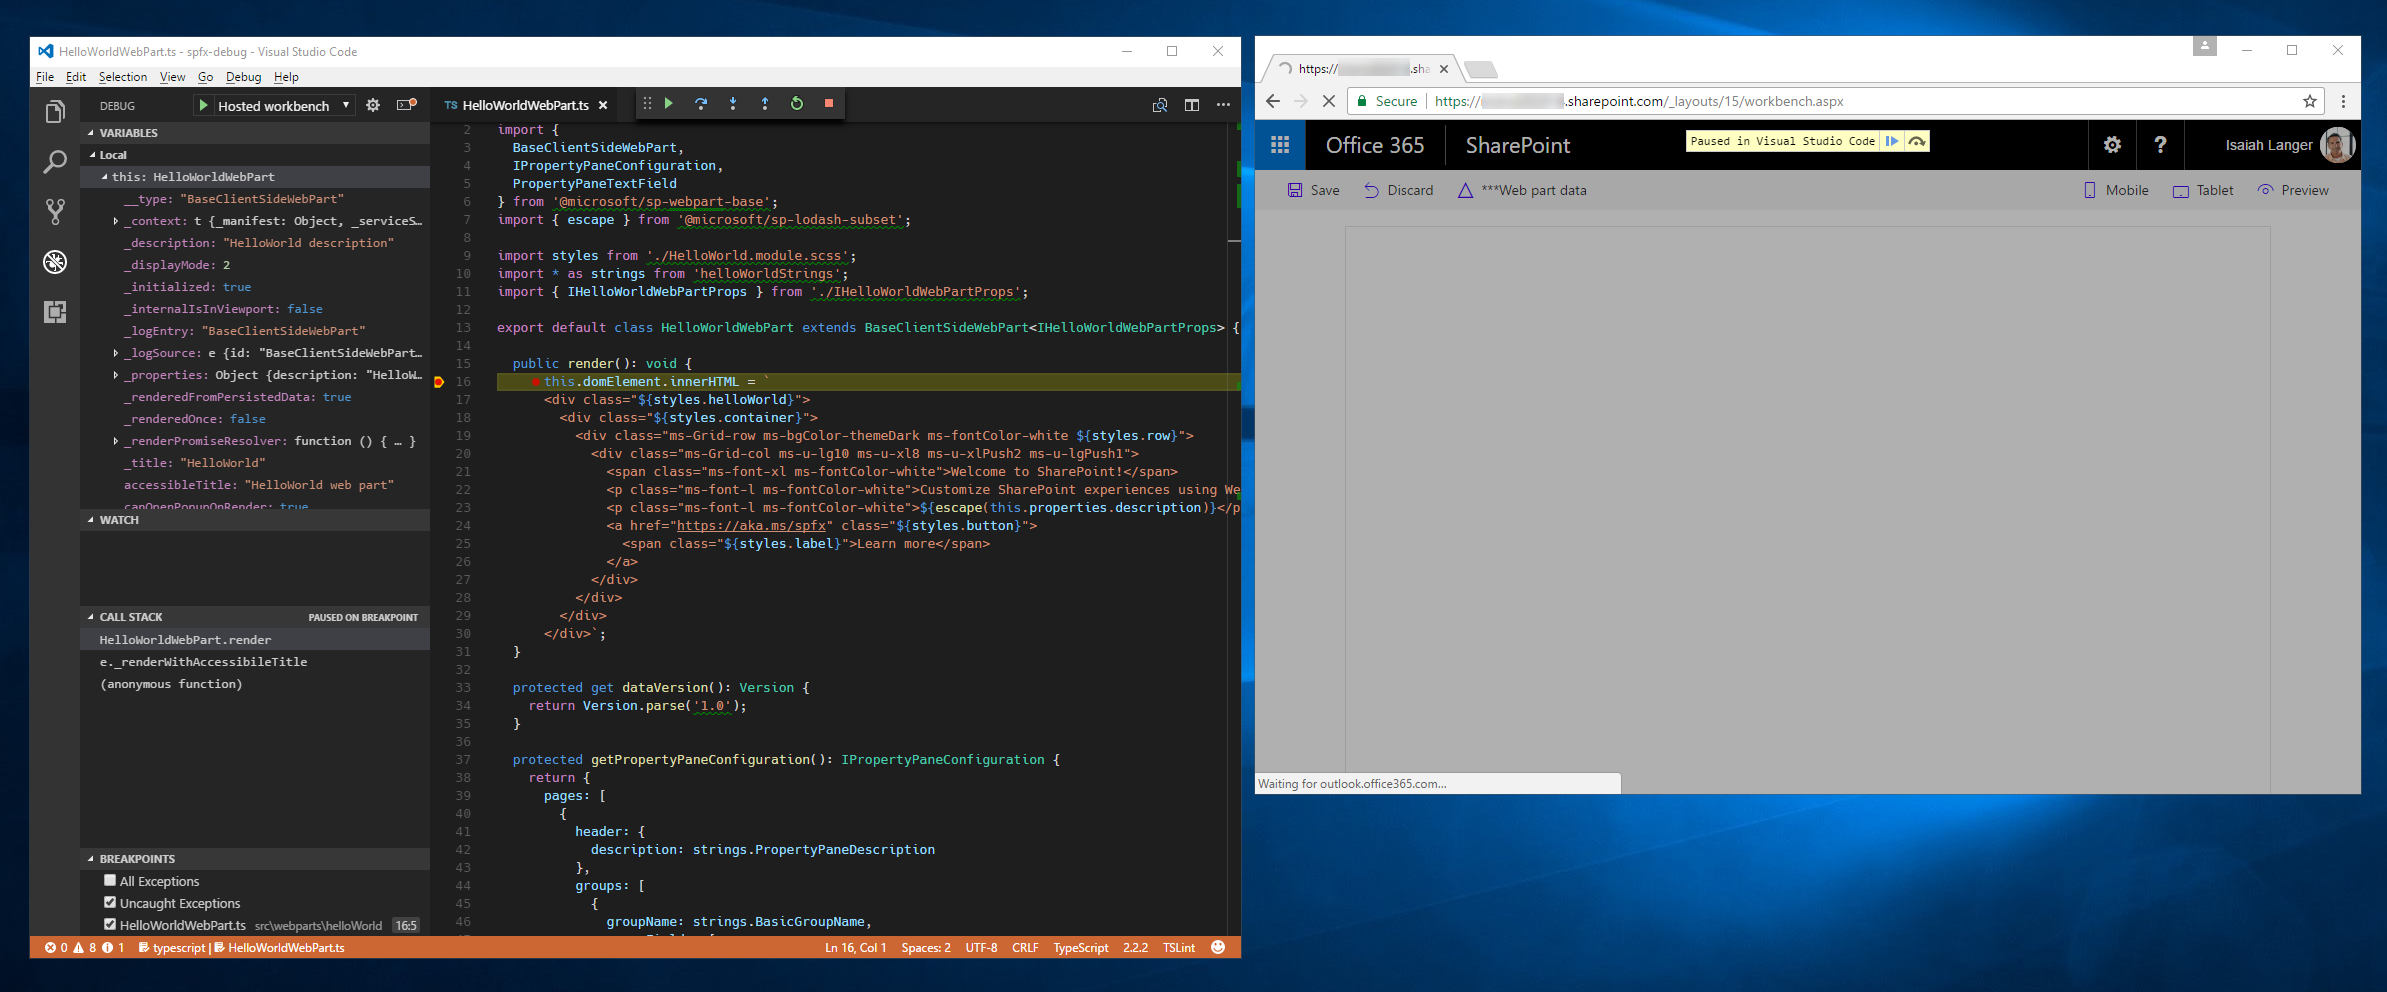 HelloWorldWebPart.ts - spfx-debug - Visual Studio Code
File Edit Selection View Go Debug Help
DEBUG Hosted workbench
VARIABLES
Local
this: HelloWorldWebPart
__type: "BaseClientSideWebPart"
_context: t {_manifest: Object, _serviceS…
_description: "HelloWorld description"
_displayMode: 2
_initialized: true
_internalIsInViewport: false
_logEntry: "BaseClientSideWebPart"
_logSource: e {id: "BaseClientSideWebPart…
_properties: Object {description: "HelloW…
_renderedFromPersistedData: true
_renderedOnce: false
_renderPromiseResolver: function () { … }
_title: "HelloWorld"
accessibleTitle: "HelloWorld web part"
canOpenPopupOnRender: true
WATCH
CALL STACK PAUSED ON BREAKPOINT
HelloWorldWebPart.render
e._renderWithAccessibileTitle
(anonymous function)
BREAKPOINTS
All Exceptions
Uncaught Exceptions
HelloWorldWebPart.ts src\webparts\helloWorld 16:5
TS HelloWorldWebPart.ts
2 import {
3 BaseClientSideWebPart,
4 IPropertyPaneConfiguration,
5 PropertyPaneTextField
6 } from '@microsoft/sp-webpart-base';
7 import { escape } from '@microsoft/sp-lodash-subset';
8
9 import styles from './HelloWorld.module.scss';
10 import * as strings from 'helloWorldStrings';
11 import { IHelloWorldWebPartProps } from './IHelloWorldWebPartProps';
12
13 export default class HelloWorldWebPart extends BaseClientSideWebPart<IHelloWorldWebPartProps> {
14
15 public render(): void {
16 this.domElement.innerHTML = `
17 <div class="${styles.helloWorld}">
18 <div class="${styles.container}">
19 <div class="ms-Grid-row ms-bgColor-themeDark ms-fontColor-white ${styles.row}">
20 <div class="ms-Grid-col ms-u-lg10 ms-u-xl8 ms-u-xlPush2 ms-u-lgPush1">
21 <span class="ms-font-xl ms-fontColor-white">Welcome to SharePoint!</span>
22 <p class="ms-font-l ms-fontColor-white">Customize SharePoint experiences using We
23 <p class="ms-font-l ms-fontColor-white">${escape(this.properties.description)}</p
24 <a href="https://aka.ms/spfx" class="${styles.button}">
25 <span class="${styles.label}">Learn more</span>
26 </a>
27 </div>
28 </div>
29 </div>
30 </div>`;
31 }
32
33 protected get dataVersion(): Version {
34 return Version.parse('1.0');
35 }
36
37 protected getPropertyPaneConfiguration(): IPropertyPaneConfiguration {
38 return {
39 pages: [
40 {
41 header: {
42 description: strings.PropertyPaneDescription
43 },
44 groups: [
45 {
46 groupName: strings.BasicGroupName,
0 8 1 typescript | HelloWorldWebPart.ts Ln 16, Col 1 Spaces: 2 UTF-8 CRLF TypeScript 2.2.2 TSLint
https:// .sha
Secure https:// .sharepoint.com/_layouts/15/workbench.aspx
Office 365 SharePoint Paused in Visual Studio Code ? Isaiah Langer
Save Discard ***Web part data Mobile Tablet Preview
Waiting for outlook.office365.com...